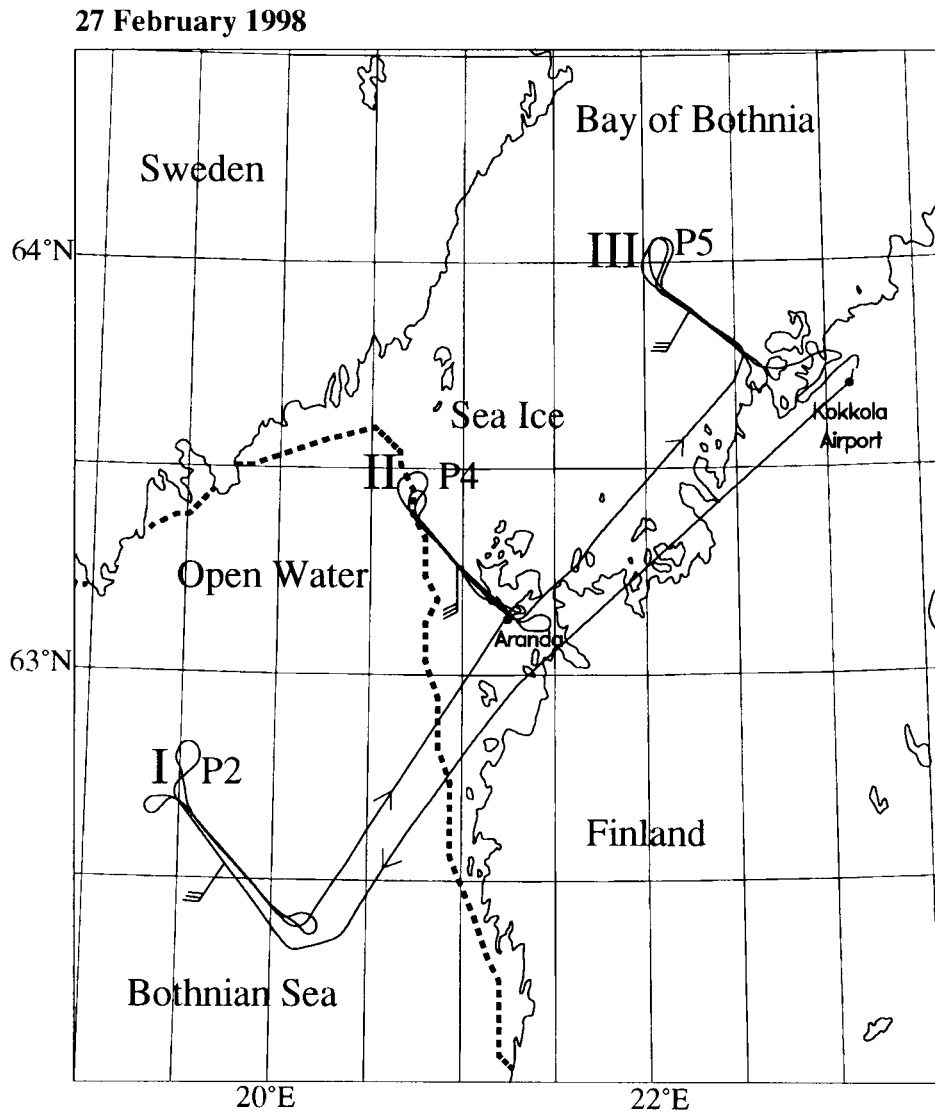 27 February 1998
Bay of Bothnia
Sweden
64°N
III P5
Kokkola
Airport
Sea Ice
II P4
Open Water
Aranda
63°N
I P2
Finland
Bothnian Sea
20°E
22°E